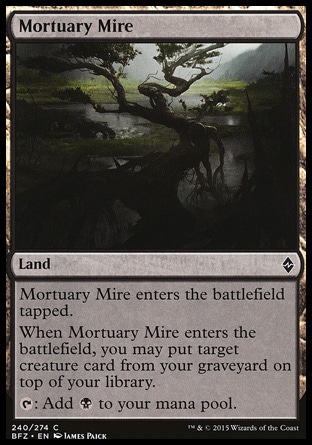 Mortuary Mire
Land
Mortuary Mire enters the battlefield
tapped.
When Mortuary Mire enters the
battlefield, you may put target
creature card from your graveyard on
top of your library.
: Add to your mana pool.
240/274 C
BFZ • EN JAMES PAICK
™ & © 2015 Wizards of the Coast